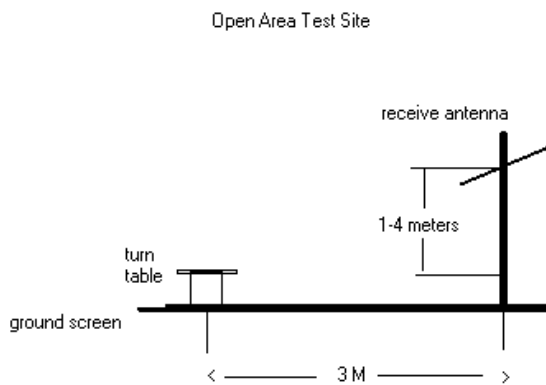 Open Area Test Site
receive antenna
1-4 meters
turn
table
ground screen
3 M